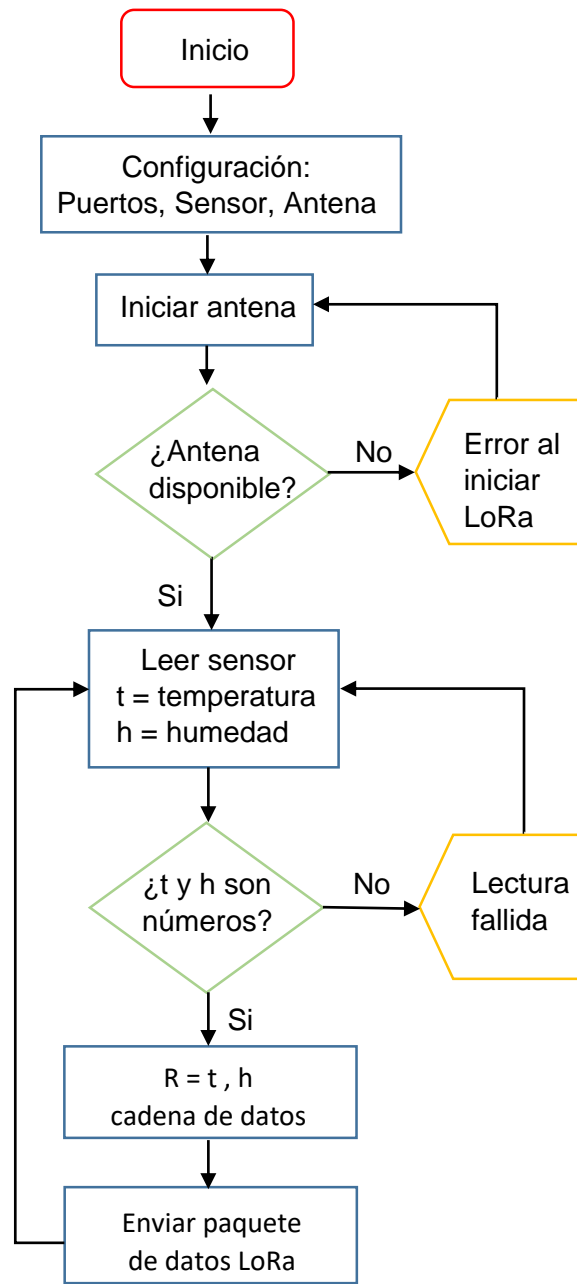 Inicio
Configuración:
Puertos, Sensor, Antena
Iniciar antena
¿Antena
disponible?
No
Error al
iniciar
LoRa
Si
Leer sensor
t = temperatura
h = humedad
¿t y h son
números?
No
Lectura
fallida
Si
R = t , h
cadena de datos
Enviar paquete
de datos LoRa